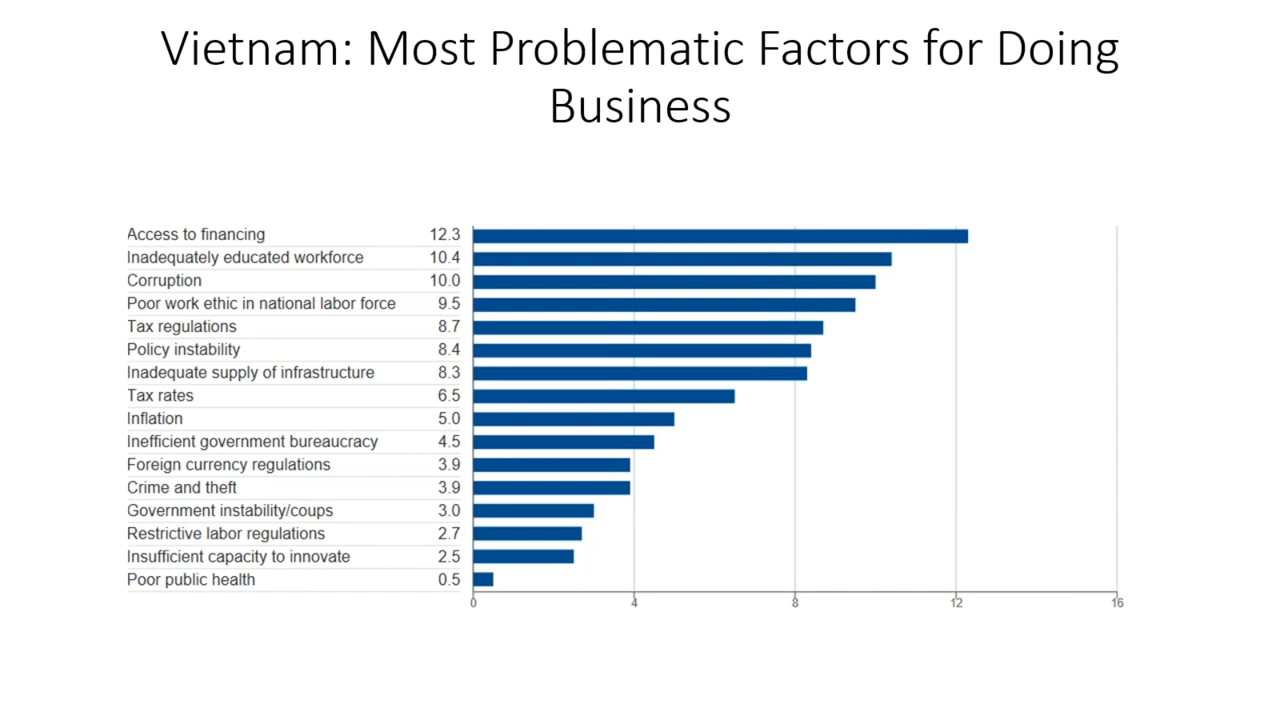 Vietnam: Most Problematic Factors for Doing
Business
Access to financing 12.3
Inadequately educated workforce 10.4
Corruption 10.0
Poor work ethic in national labor force 9.5
Tax regulations 8.7
Policy instability 8.4
Inadequate supply of infrastructure 8.3
Tax rates 6.5
Inflation 5.0
Inefficient government bureaucracy 4.5
Foreign currency regulations 3.9
Crime and theft 3.9
Government instability/coups 3.0
Restrictive labor regulations 2.7
Insufficient capacity to innovate 2.5
Poor public health 0.5
0 4 8 12 16